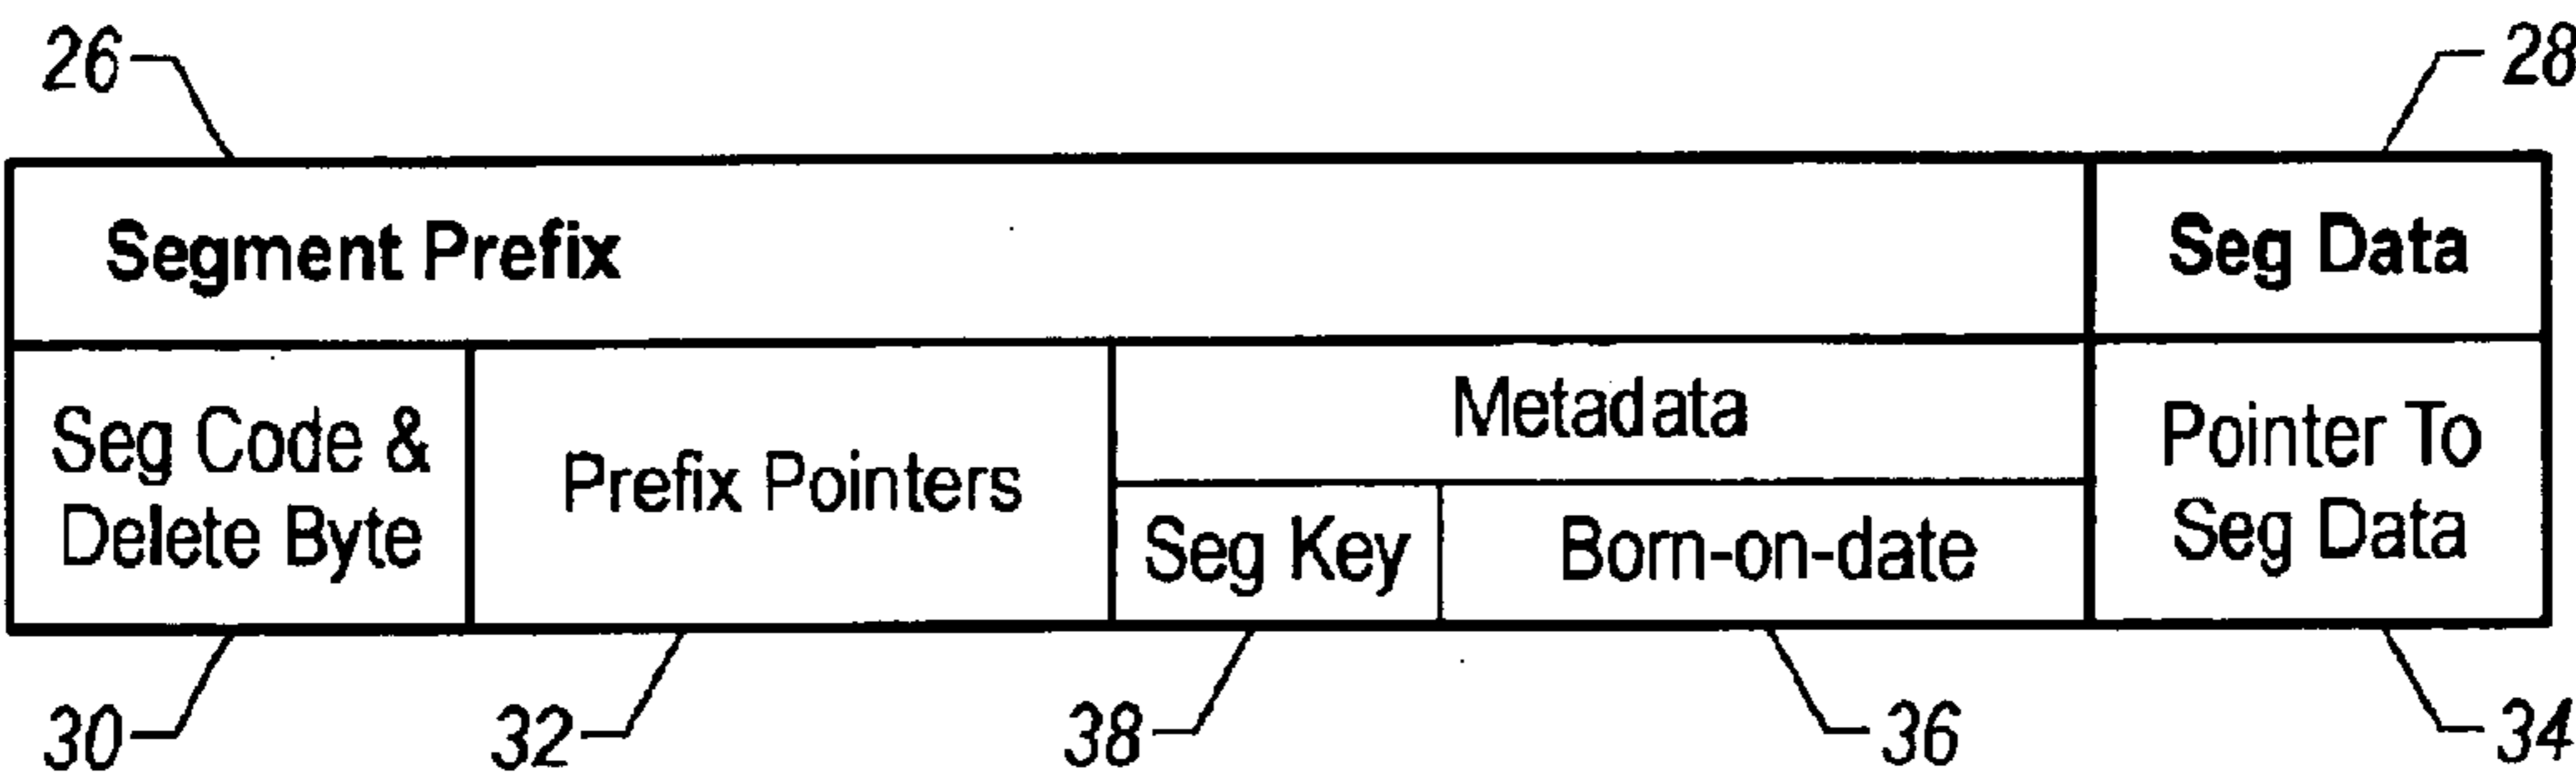 26
28
Segment Prefix
Seg Data
Seg Code &
Delete Byte
Prefix Pointers
Metadata
Seg Key
Born-on-date
Pointer To
Seg Data
30
32
38
36
34